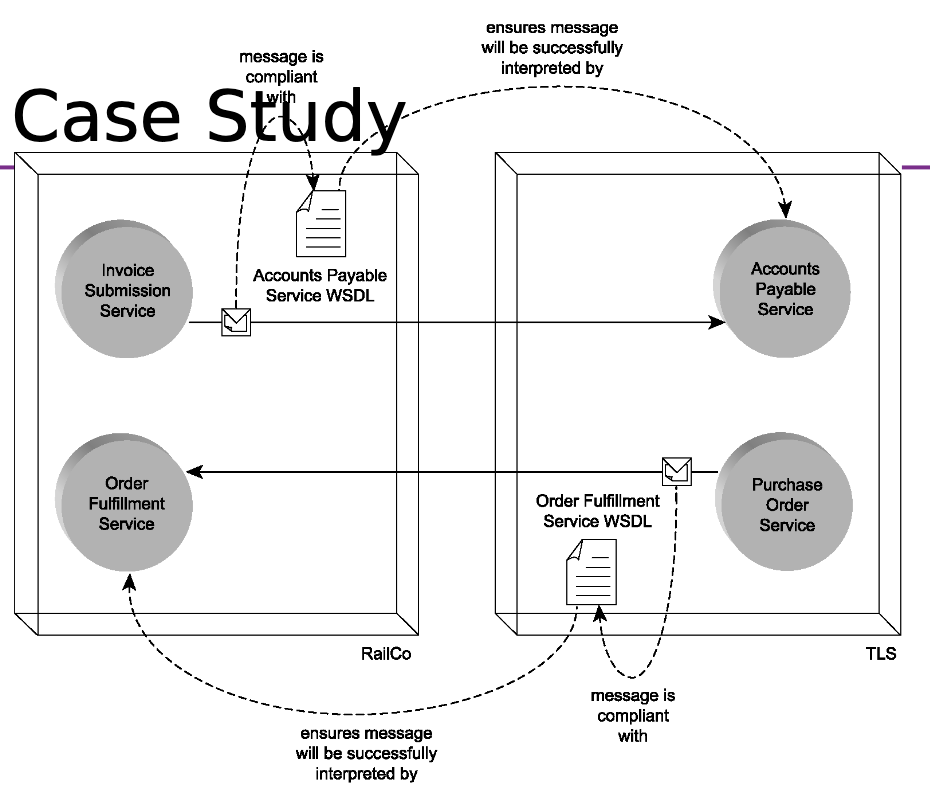 ensures message
will be successfully
interpreted by
message is
compliant
with
Case Study
Invoice
Submission
Service
Accounts Payable
Service WSDL
Accounts
Payable
Service
Order
Fulfillment
Service
Order Fulfillment
Service WSDL
Purchase
Order
Service
RailCo
TLS
message is
compliant
with
ensures message
will be successfully
interpreted by